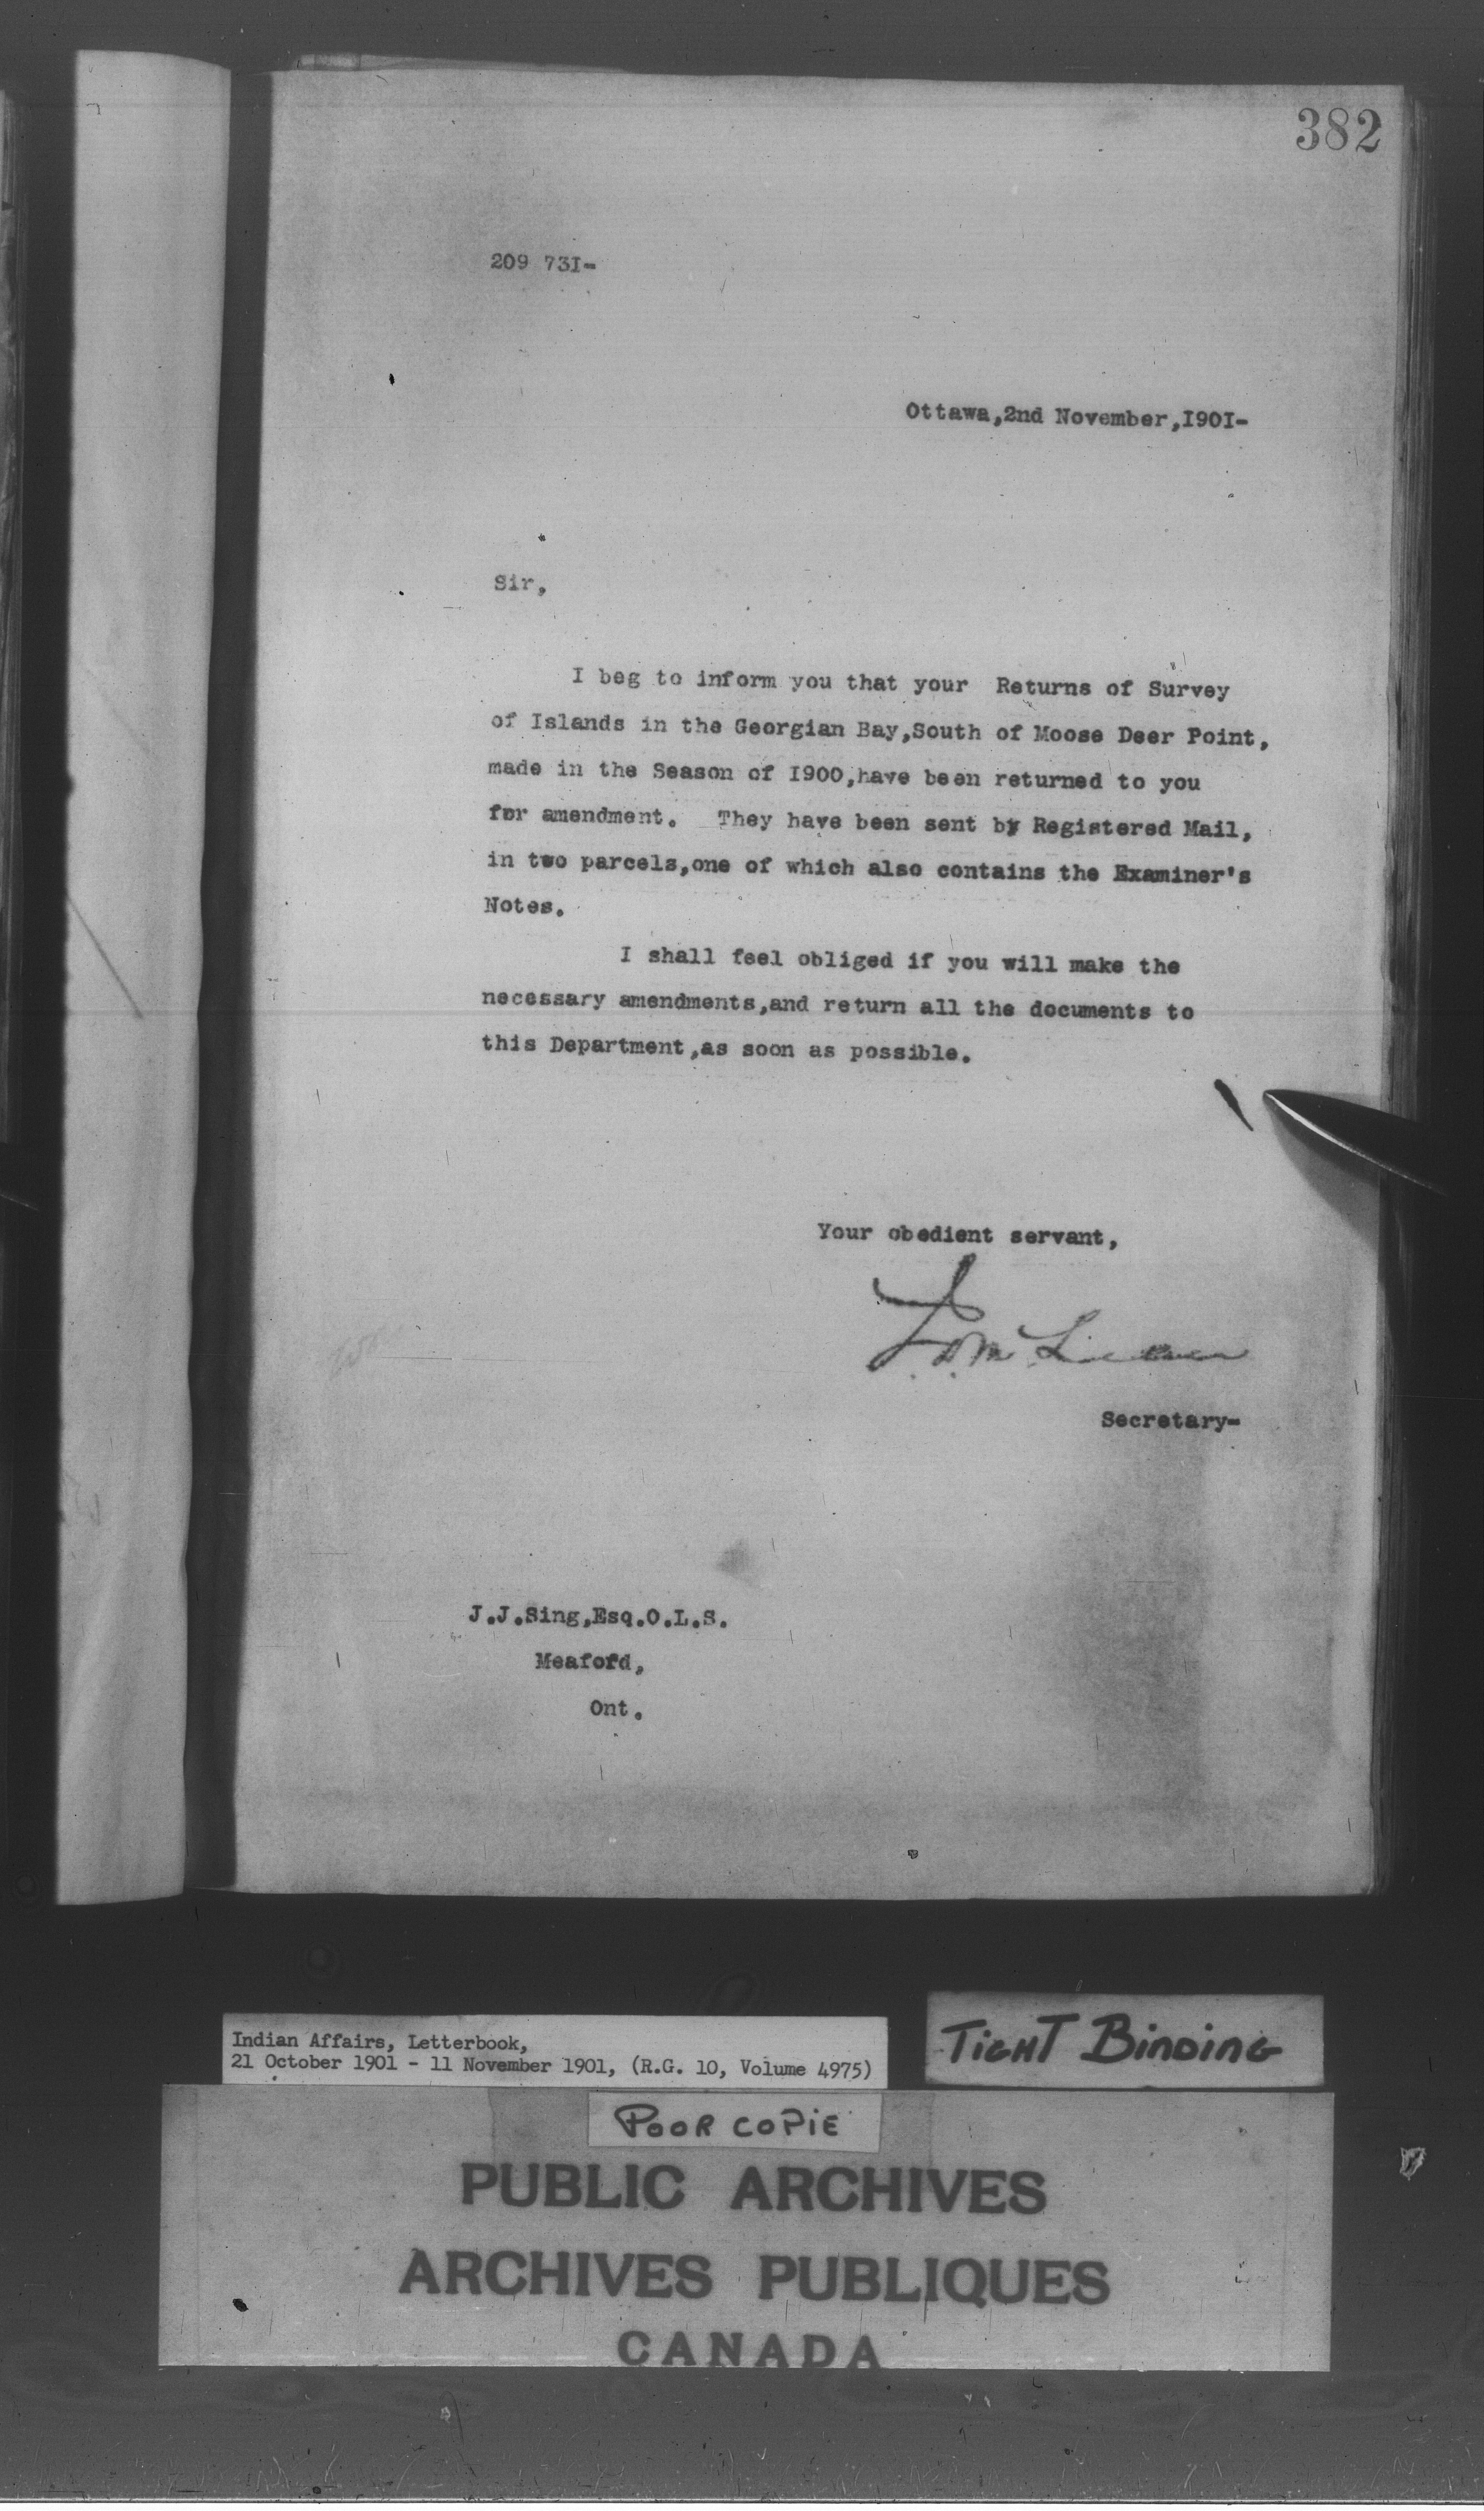 382
209 73I-
Ottawa,2nd November,I90I-
Sir,
I beg to inform you that your Returns of Survey
of Islands in the Georgian Bay,South of Moose Deer Point,
made in the Season of I900,have been returned to you
for amendment. They have been sent by Registered Mail,
in two parcels,one of which also contains the Examiner's
Notes.
I shall feel obliged if you will make the
necessary amendments,and return all the documents to
this Department,as soon as possible.
Your obedient servant,
Secretary-
J.J.Sing,Esq.O.L.S.
Meaford,
Ont.
Indian Affairs, Letterbook,
21 October 1901 - 11 November 1901, (R.G. 10, Volume 4975)
TIGHT BINDING
POOR COPIE
PUBLIC ARCHIVES
ARCHIVES PUBLIQUES
CANADA